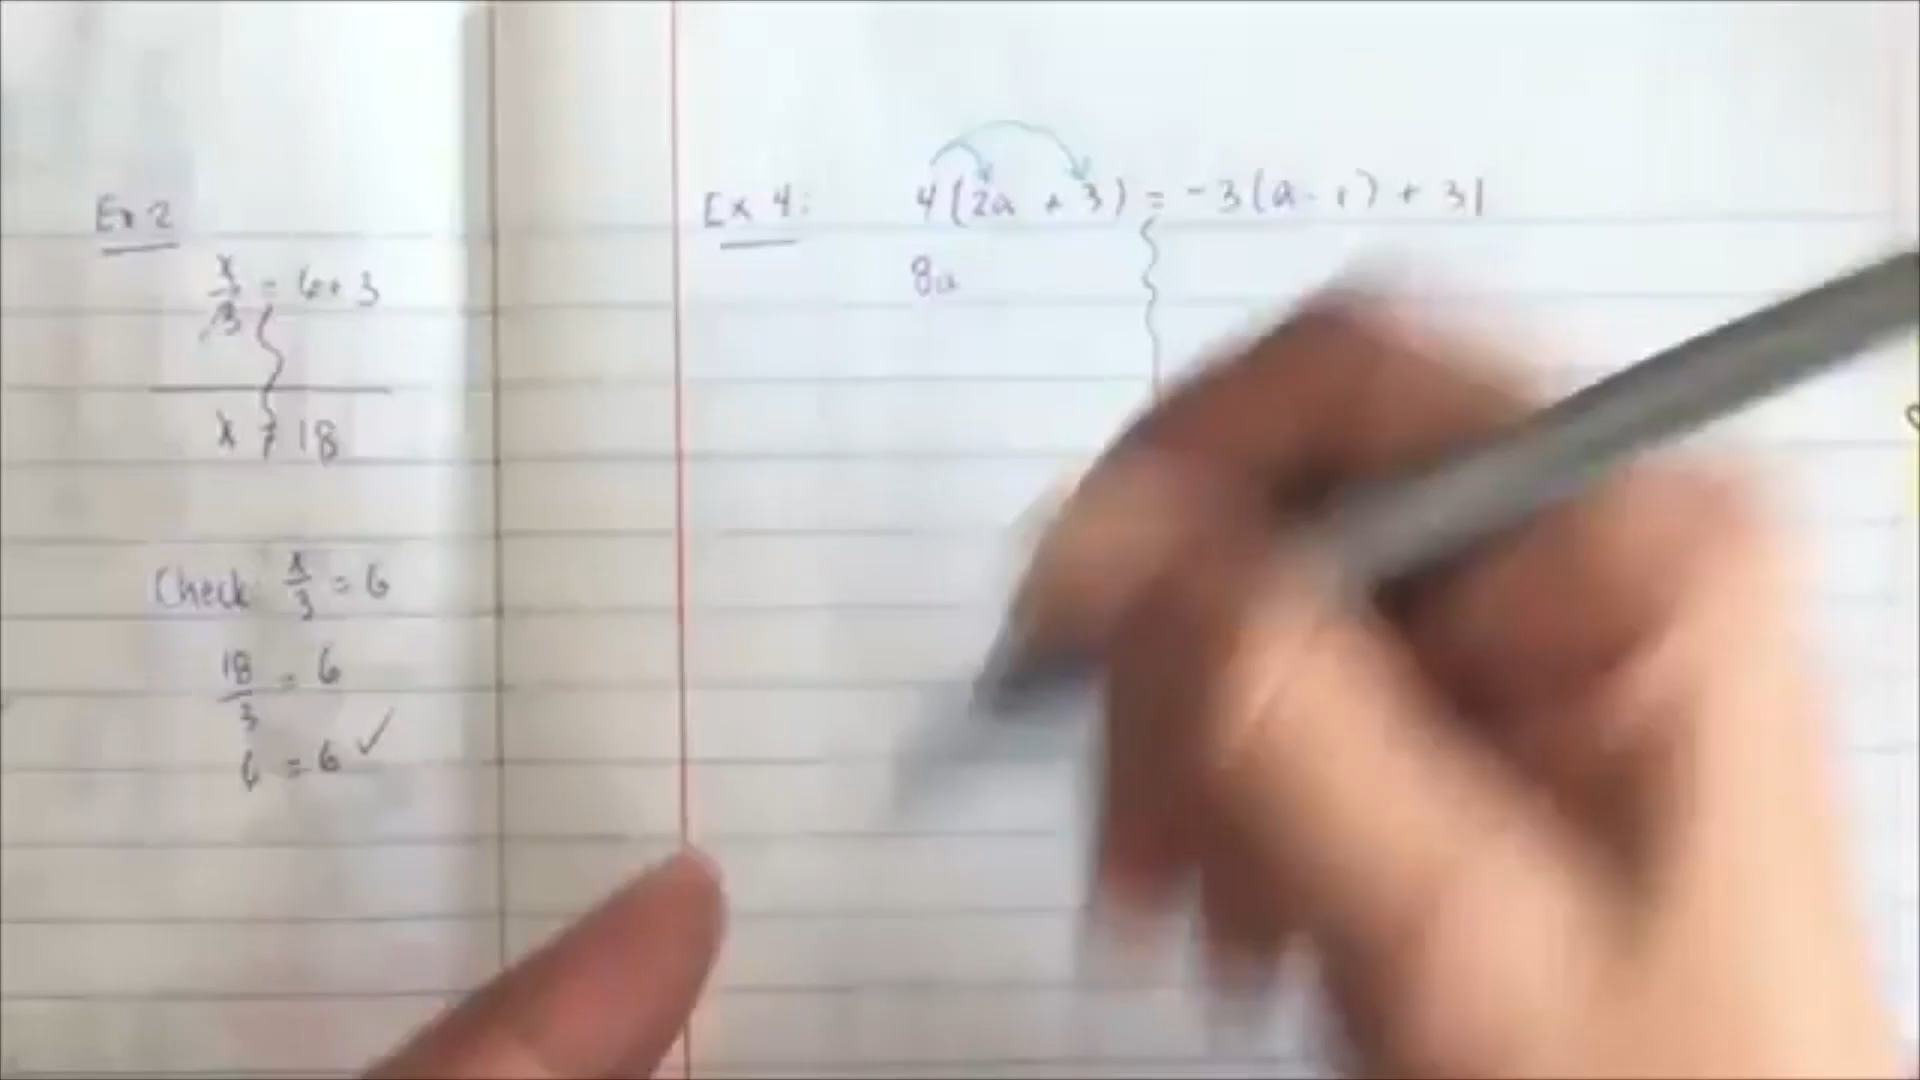 Ex 2
x/3 = 6 • 3
x = 18
Check: x/3 = 6
18/3 = 6
6 = 6 ✓
Ex 4: 4(2a + 3) = -3(a - 1) + 31
8a